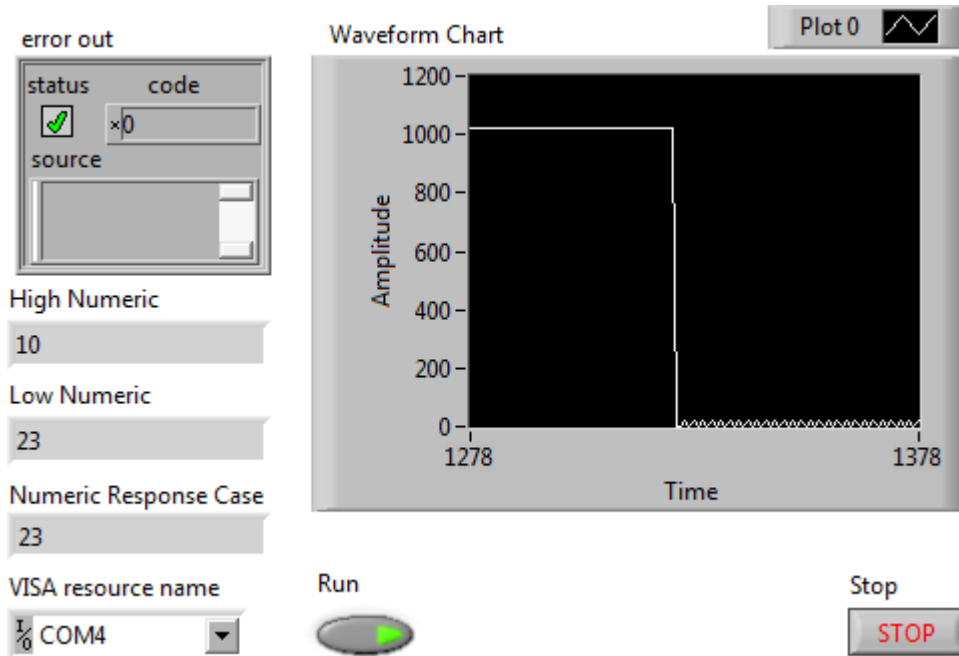 error out
status code
×0
source
High Numeric
10
Low Numeric
23
Numeric Response Case
23
VISA resource name
I/O COM4
Waveform Chart
Plot 0
Amplitude
1200
1000
800
600
400
200
0
1278 1378
Time
Run
Stop
STOP